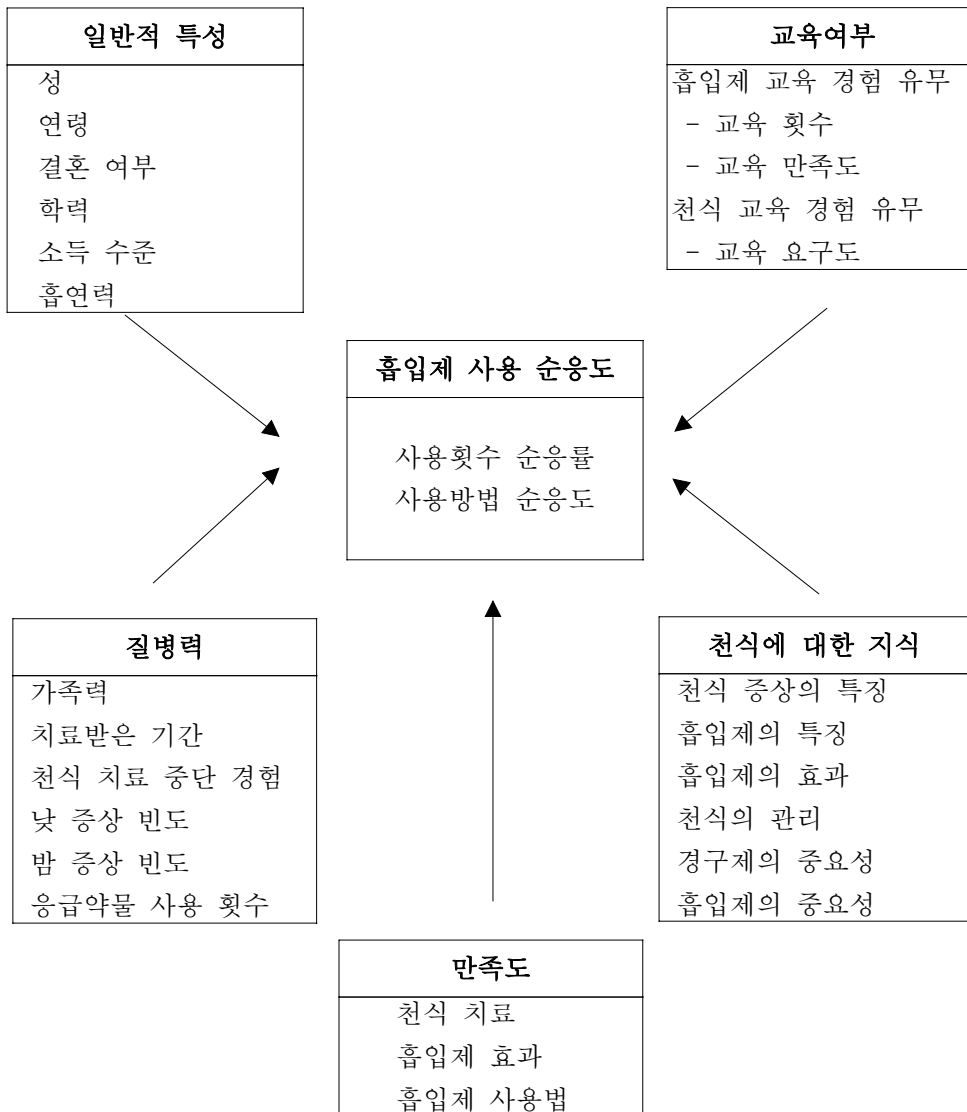 일반적 특성
성
연령
결혼 여부
학력
소득 수준
흡연력
교육여부
흡입제 교육 경험 유무
- 교육 횟수
- 교육 만족도
천식 교육 경험 유무
- 교육 요구도
흡입제 사용 순응도
사용횟수 순응률
사용방법 순응도
질병력
가족력
치료받은 기간
천식 치료 중단 경험
낮 증상 빈도
밤 증상 빈도
응급약물 사용 횟수
천식에 대한 지식
천식 증상의 특징
흡입제의 특징
흡입제의 효과
천식의 관리
경구제의 중요성
흡입제의 중요성
만족도
천식 치료
흡입제 효과
흡입제 사용법